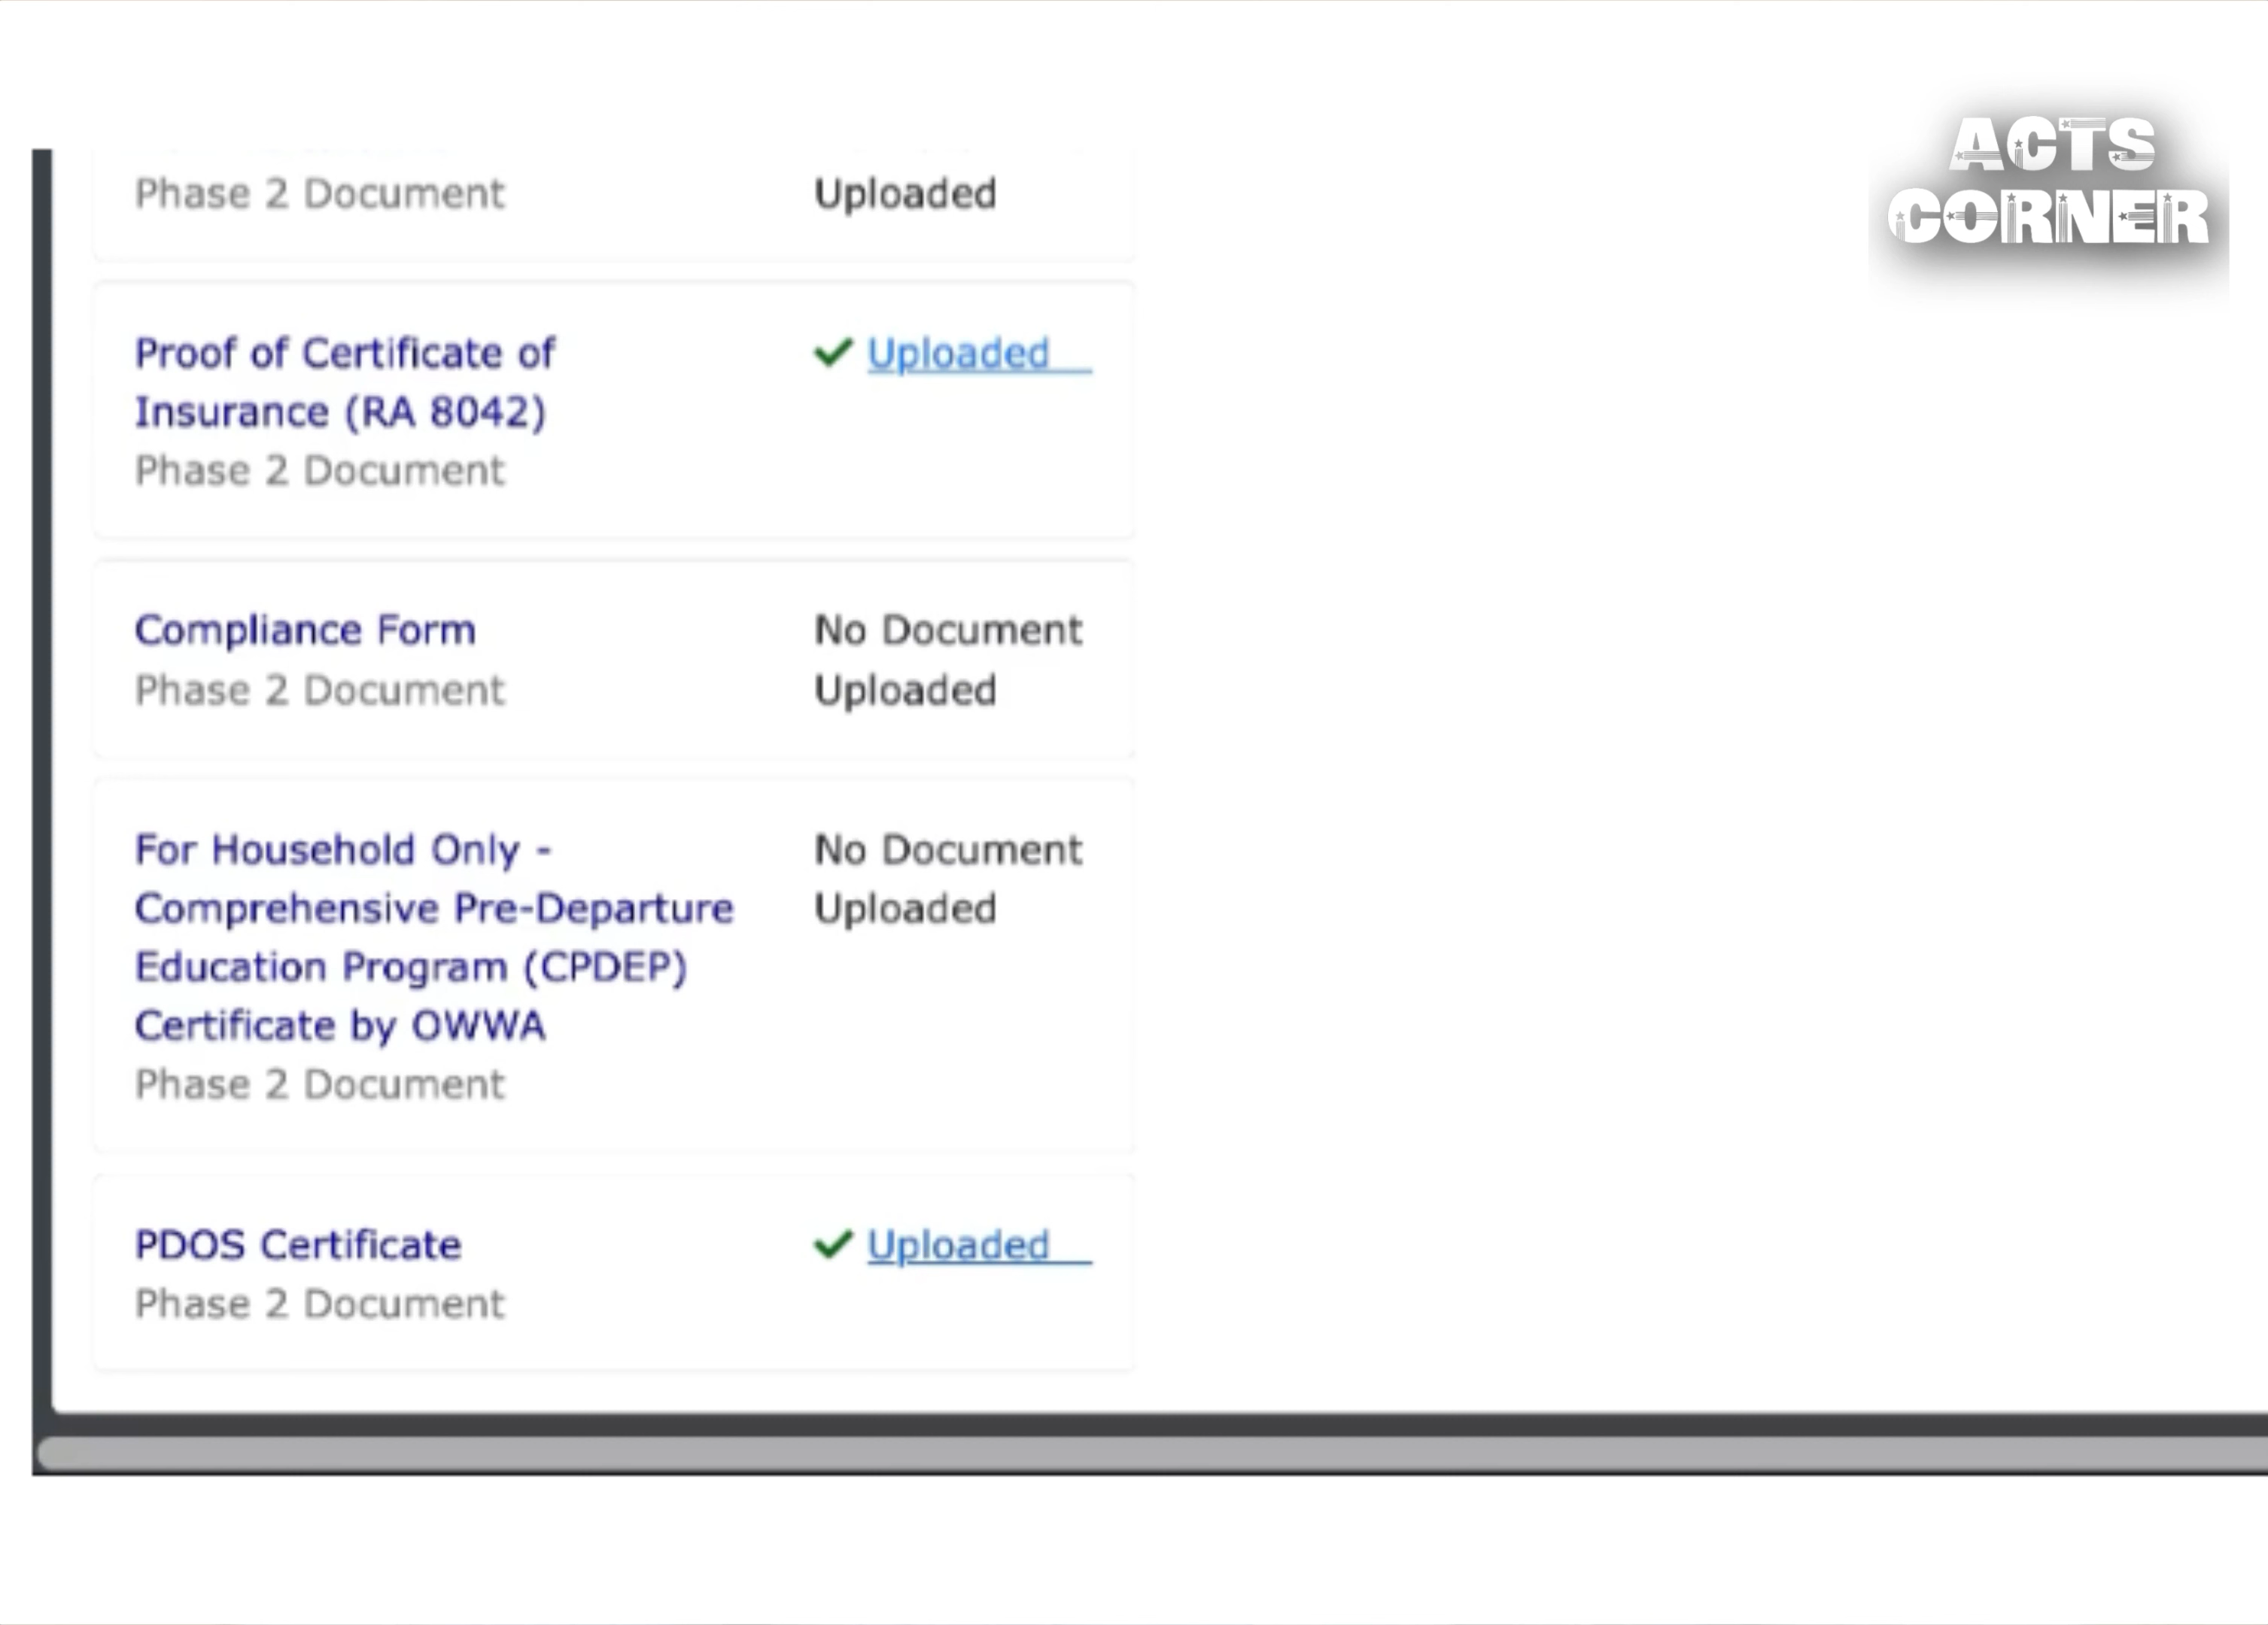 ACTS
CORNER
Phase 2 Document
Uploaded
Proof of Certificate of
Insurance (RA 8042)
Phase 2 Document
Uploaded
Compliance Form
Phase 2 Document
No Document
Uploaded
For Household Only -
Comprehensive Pre-Departure
Education Program (CPDEP)
Certificate by OWWA
Phase 2 Document
No Document
Uploaded
PDOS Certificate
Phase 2 Document
Uploaded